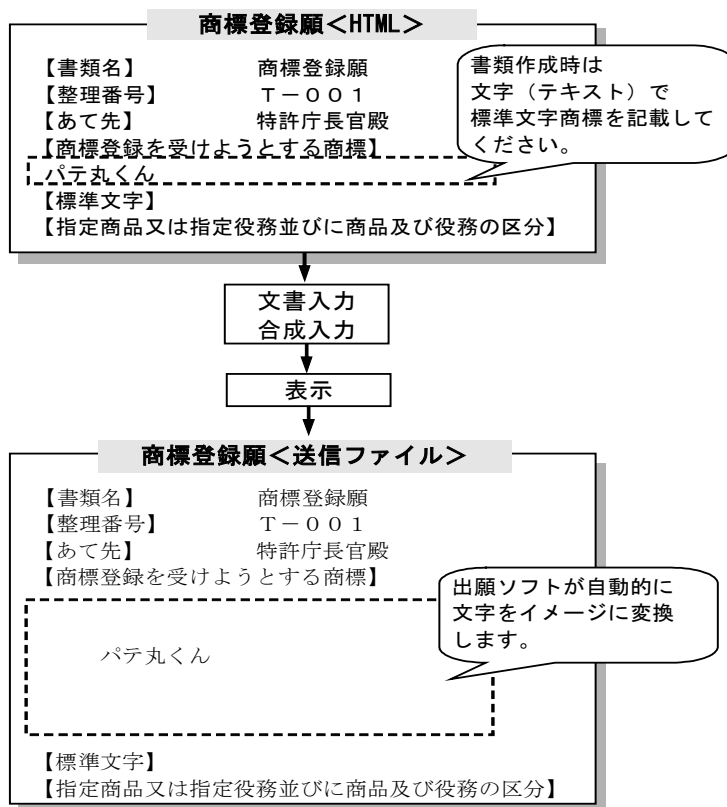 商標登録願＜HTML＞
【書類名】　　　　　商標登録願
【整理番号】　　　　Ｔ－００１
【あて先】　　　　　特許庁長官殿
【商標登録を受けようとする商標】
パテ丸くん
【標準文字】
【指定商品又は指定役務並びに商品及び役務の区分】
書類作成時は
文字（テキスト）で
標準文字商標を記載して
ください。
文書入力
合成入力
表示
商標登録願＜送信ファイル＞
【書類名】　　　　　商標登録願
【整理番号】　　　　Ｔ－００１
【あて先】　　　　　特許庁長官殿
【商標登録を受けようとする商標】
出願ソフトが自動的に
文字をイメージに変換
します。
パテ丸くん
【標準文字】
【指定商品又は指定役務並びに商品及び役務の区分】